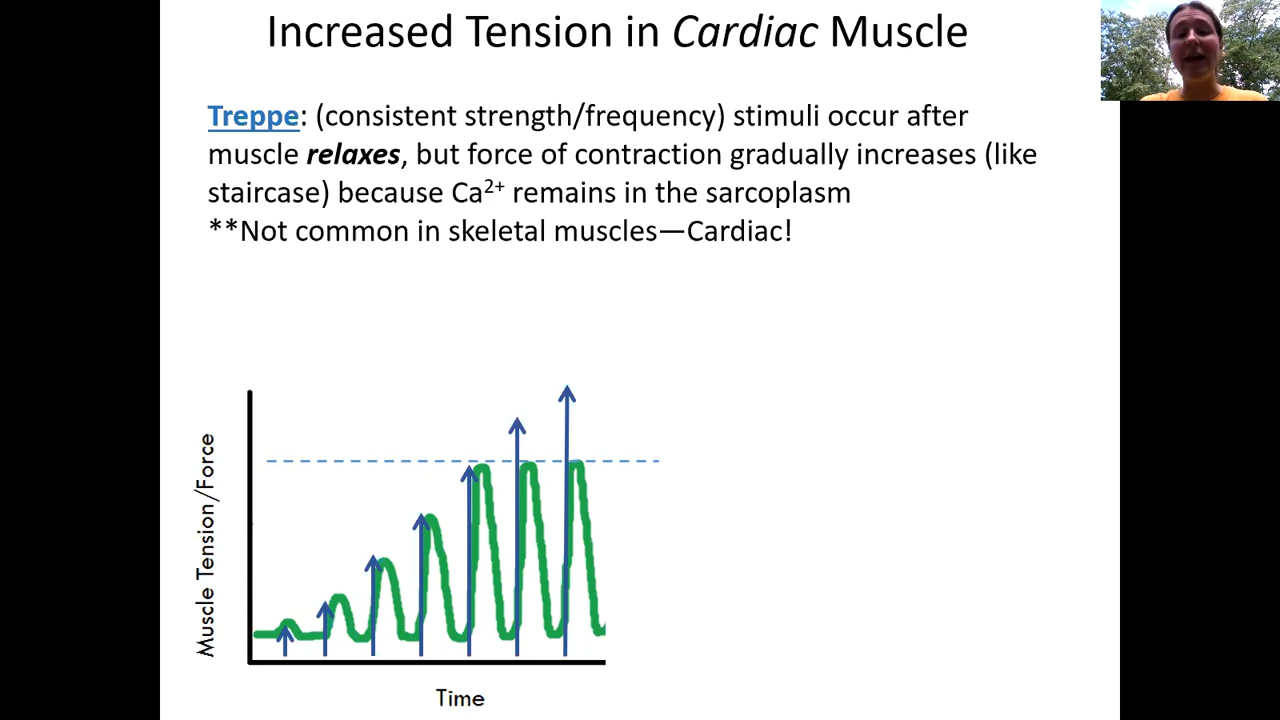 Increased Tension in Cardiac Muscle
Treppe: (consistent strength/frequency) stimuli occur after
muscle relaxes, but force of contraction gradually increases (like
staircase) because Ca²⁺ remains in the sarcoplasm
**Not common in skeletal muscles—Cardiac!
Muscle Tension/Force
Time